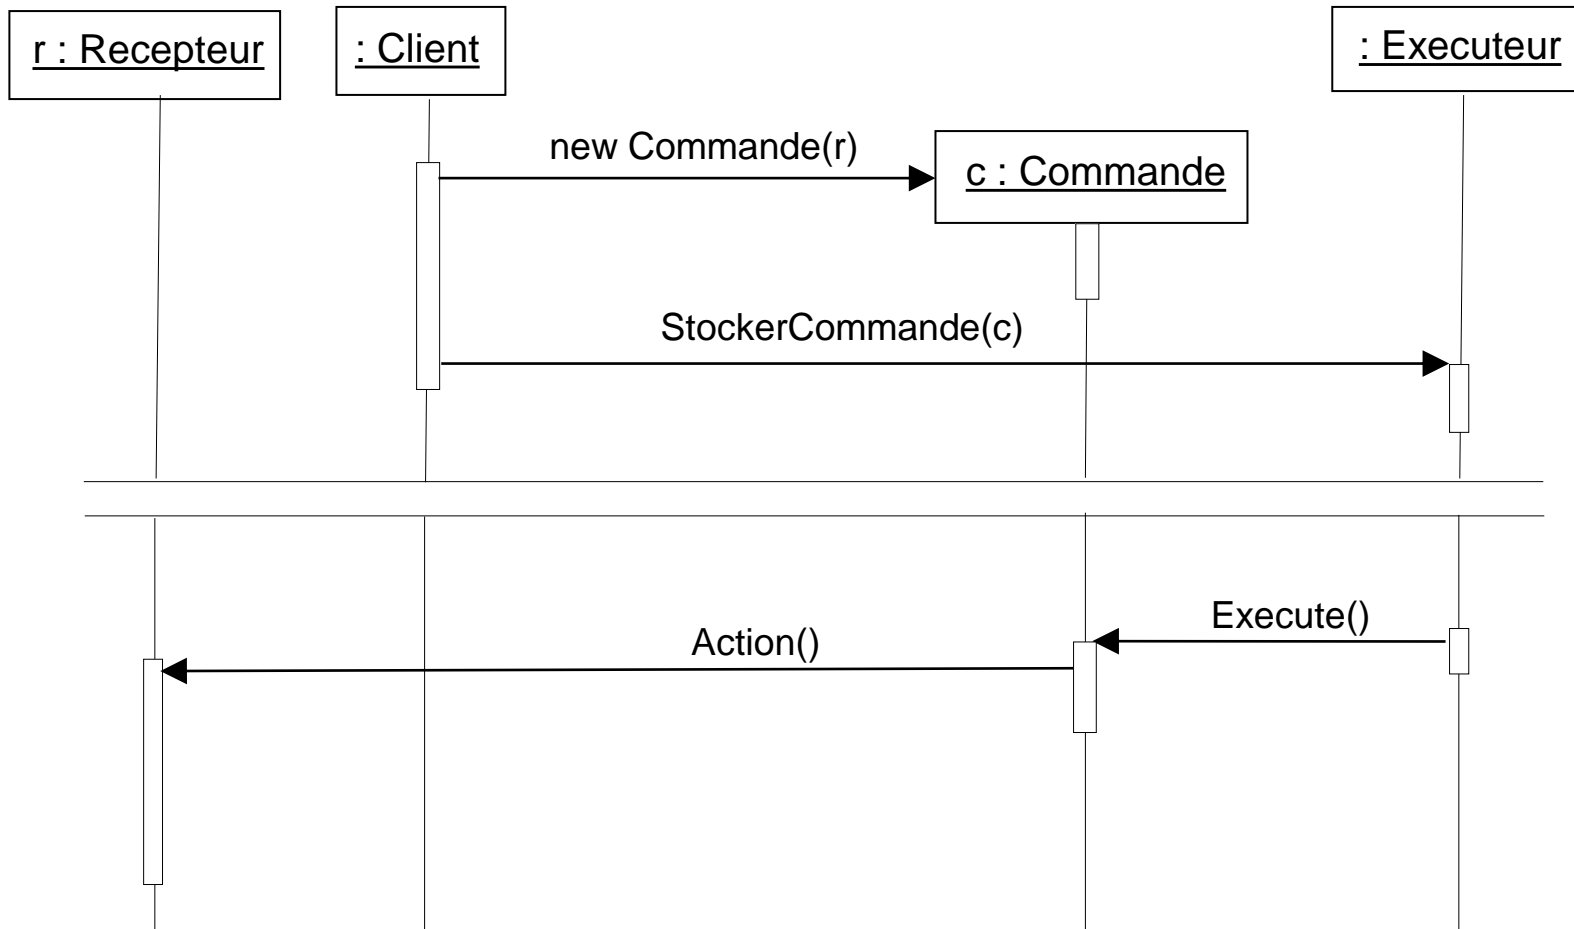 r : Recepteur
: Client
: Executeur
new Commande(r)
c : Commande
StockerCommande(c)
Execute()
Action()